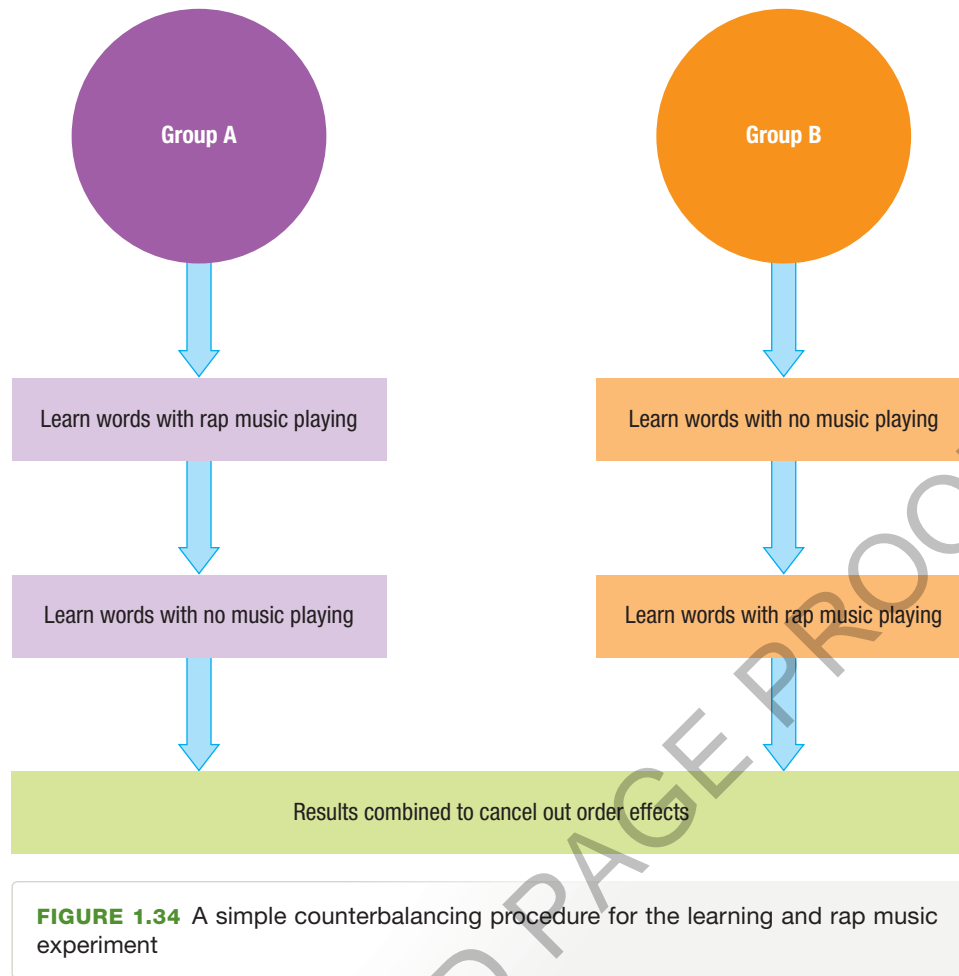 Group A
Group B
Learn words with rap music playing
Learn words with no music playing
Learn words with no music playing
Learn words with rap music playing
Results combined to cancel out order effects
FIGURE 1.34 A simple counterbalancing procedure for the learning and rap music
experiment
PAGE